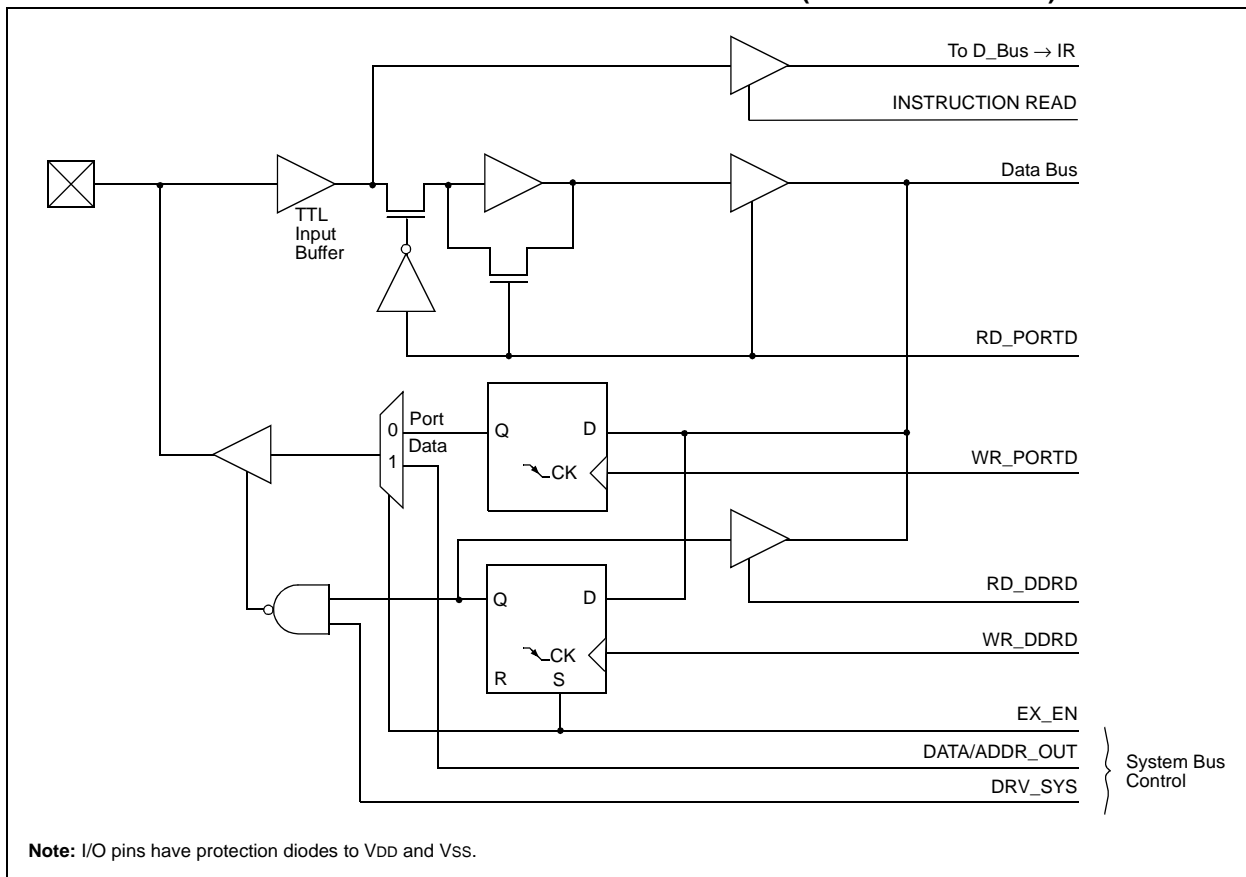 To D_Bus → IR
INSTRUCTION READ
Data Bus
TTL
Input
Buffer
RD_PORTD
0
Port
Data
1
Q
D
CK
WR_PORTD
Q
D
CK
R
S
RD_DDRD
WR_DDRD
EX_EN
DATA/ADDR_OUT
DRV_SYS
System Bus
Control
Note: I/O pins have protection diodes to VDD and VSS.